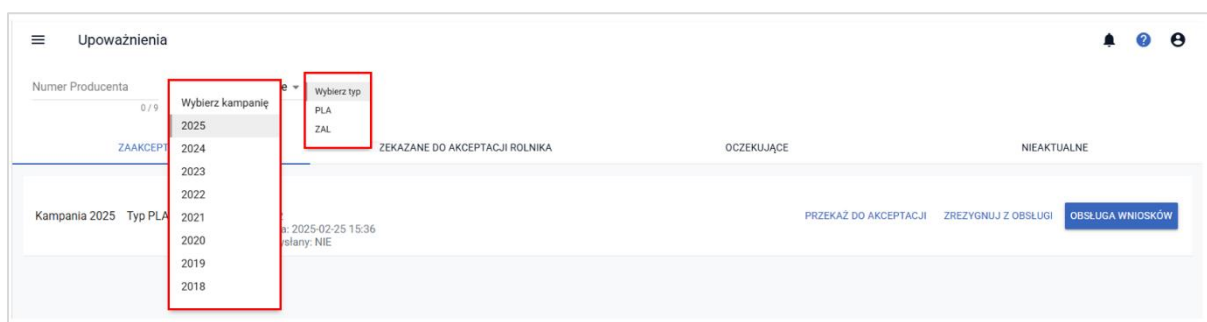 Upoważnienia
Numer Producenta
0 / 9
Wybierz kampanię
2025
2024
2023
2022
2021
2020
2019
2018
Wybierz typ
PLA
ZAL
ZEKAZANE DO AKCEPTACJI ROLNIKA
OCZEKUJĄCE
NIEAKTUALNE
Kampania 2025 Typ PLA
2025-02-25 15:36
NIE
PRZEKAŻ DO AKCEPTACJI
ZREZYGNUJ Z OBSŁUGI
OBSŁUGA WNIOSKÓW